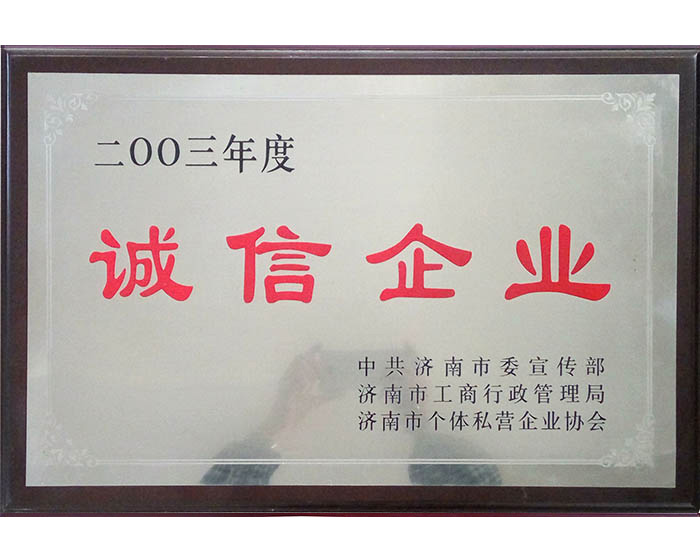 二OO三年度
诚信企业
中共济南市委宣传部
济南市工商行政管理局
济南市个体私营企业协会